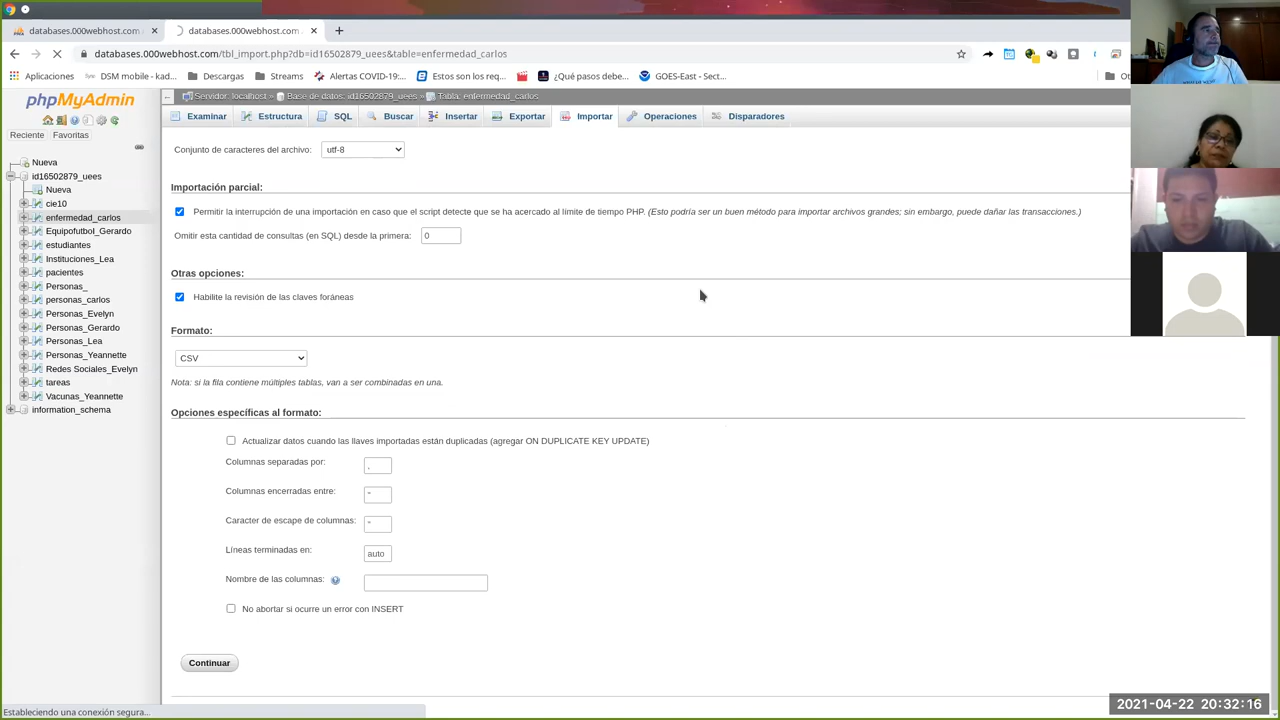 databases.000webhost.com
databases.000webhost.com
databases.000webhost.com/tbl_import.php?db=id16502879_uees&table=enfermedad_carlos
Aplicaciones
DSM mobile - kad...
Descargas
Streams
Alertas COVID-19:...
Estos son los req...
¿Qué pasos debe...
GOES-East - Sect...
phpMyAdmin
Reciente
Favoritas
Nueva
id16502879_uees
Nueva
cie10
enfermedad_carlos
Equipofutbol_Gerardo
estudiantes
Instituciones_Lea
pacientes
Personas_
personas_carlos
Personas_Evelyn
Personas_Gerardo
Personas_Lea
Personas_Yeannette
Redes Sociales_Evelyn
tareas
Vacunas_Yeannette
information_schema
Servidor: localhost » Base de datos: id16502879_uees » Tabla: enfermedad_carlos
Examinar
Estructura
SQL
Buscar
Insertar
Exportar
Importar
Operaciones
Disparadores
Conjunto de caracteres del archivo: utf-8
Importación parcial:
Permitir la interrupción de una importación en caso que el script detecte que se ha acercado al límite de tiempo PHP. (Esto podría ser un buen método para importar archivos grandes; sin embargo, puede dañar las transacciones.)
Omitir esta cantidad de consultas (en SQL) desde la primera: 0
Otras opciones:
Habilite la revisión de las claves foráneas
Formato:
CSV
Nota: si la fila contiene múltiples tablas, van a ser combinadas en una.
Opciones específicas al formato:
Actualizar datos cuando las llaves importadas están duplicadas (agregar ON DUPLICATE KEY UPDATE)
Columnas separadas por: ,
Columnas encerradas entre: "
Caracter de escape de columnas: "
Líneas terminadas en: auto
Nombre de las columnas:
No abortar si ocurre un error con INSERT
Continuar
Estableciendo una conexión segura...
2021-04-22 20:32:16